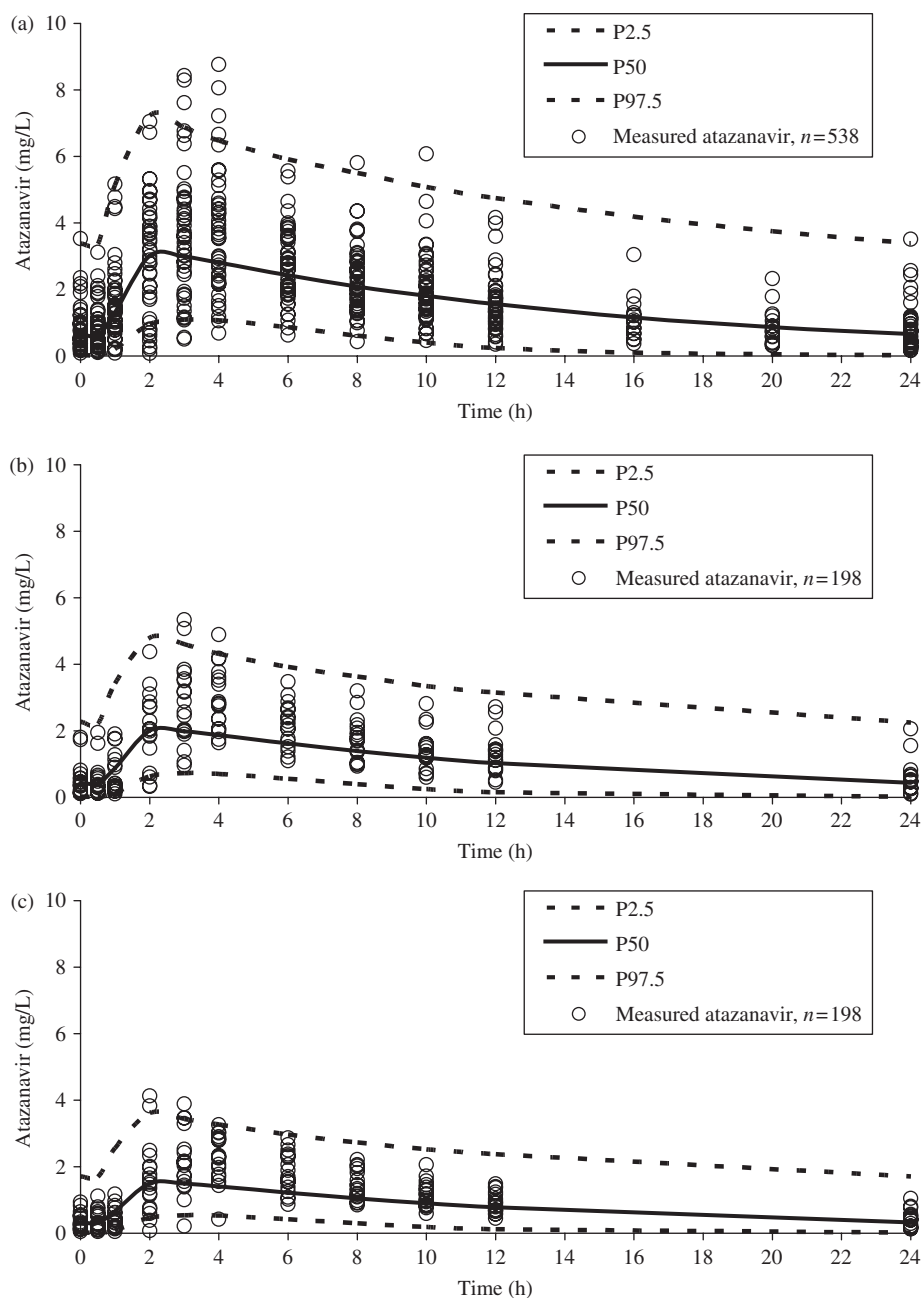 (a)
10
8
6
4
2
0
Atazanavir (mg/L)
P2.5
P50
P97.5
Measured atazanavir, n=538
0 2 4 6 8 10 12 14 16 18 20 22 24
Time (h)
(b)
10
8
6
4
2
0
Atazanavir (mg/L)
P2.5
P50
P97.5
Measured atazanavir, n=198
0 2 4 6 8 10 12 14 16 18 20 22 24
Time (h)
(c)
10
8
6
4
2
0
Atazanavir (mg/L)
P2.5
P50
P97.5
Measured atazanavir, n=198
0 2 4 6 8 10 12 14 16 18 20 22 24
Time (h)